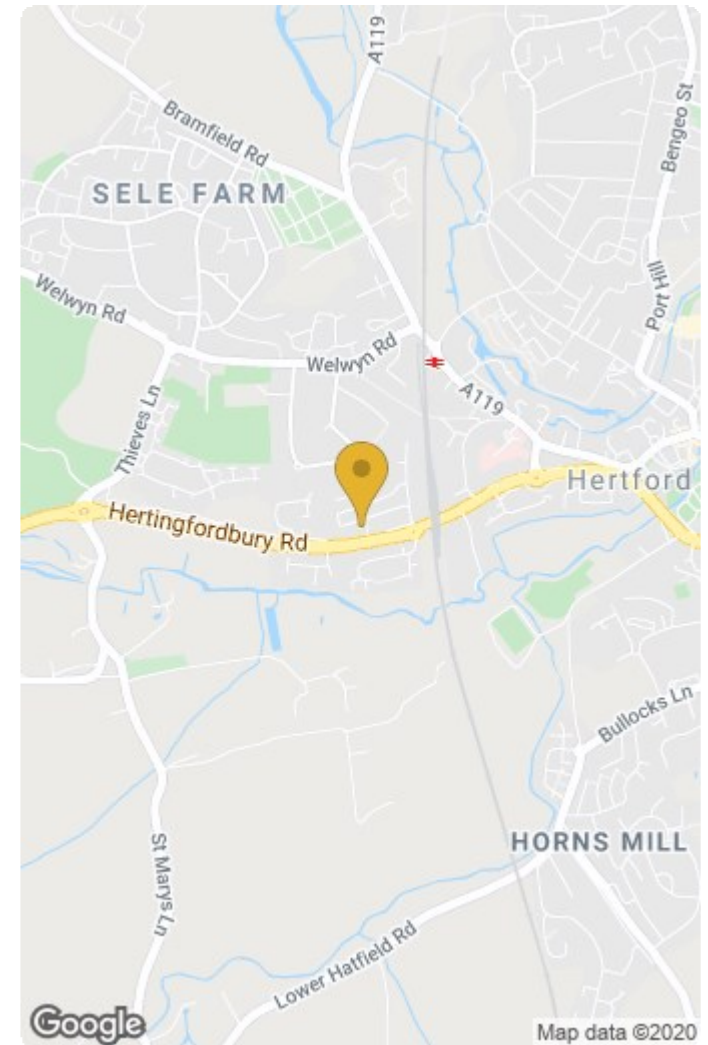 A119
Bramfield Rd
Bengeo St
SELE FARM
Welwyn Rd
Port Hill
Welwyn Rd
A119
Thieves Ln
Hertford
Hertingfordbury Rd
Bullocks Ln
HORNS MILL
St Marys Ln
Lower Hatfield Rd
Google
Map data ©2020